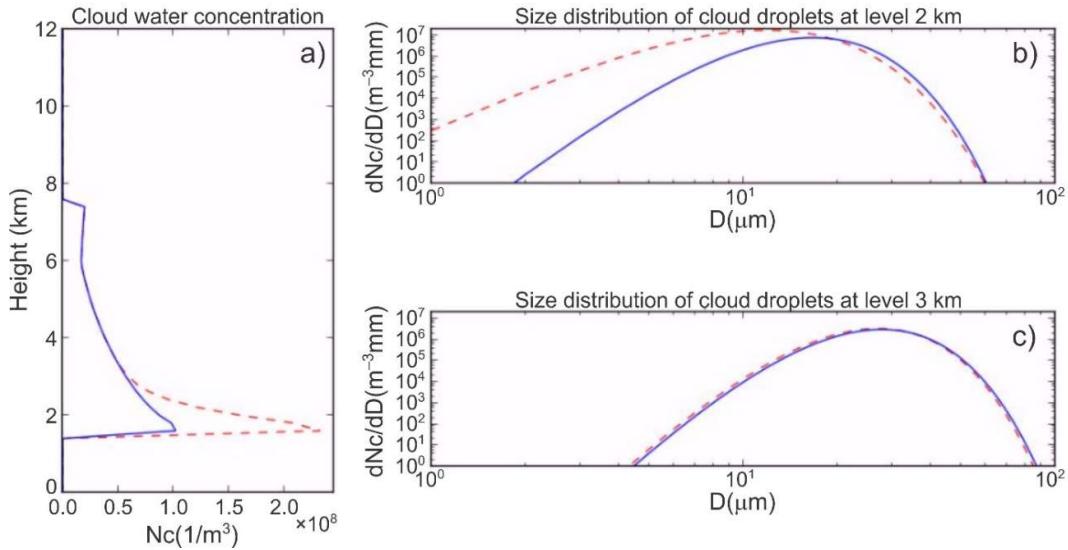 Cloud water concentration
a)
12
10
8
6
4
2
0
Height (km)
0.0 0.5 1.0 1.5 2.0
×10⁸
Nc(1/m³)
Size distribution of cloud droplets at level 2 km
b)
10⁷
10⁶
10⁵
10⁴
10³
10²
10¹
10⁰
dNc/dD(m⁻³mm)
10⁰ 10¹ 10²
D(μm)
Size distribution of cloud droplets at level 3 km
c)
10⁷
10⁶
10⁵
10⁴
10³
10²
10¹
10⁰
dNc/dD(m⁻³mm)
10⁰ 10¹ 10²
D(μm)